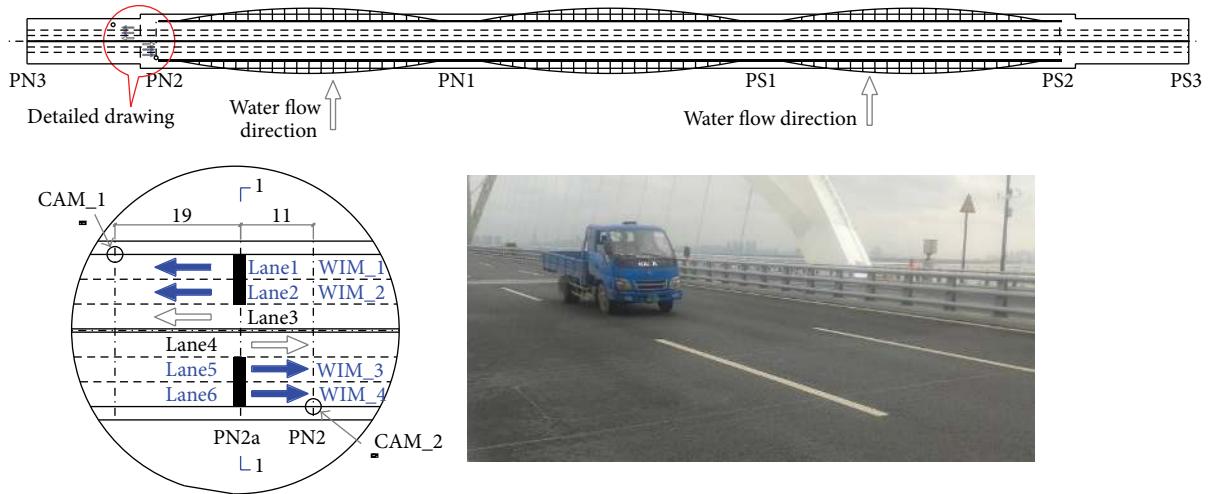 PN3
PN2
PN1
PS1
PS2
PS3
Detailed drawing
Water flow
direction
Water flow direction
CAM_1
1
19
11
Lane1 WIM_1
Lane2 WIM_2
Lane3
Lane4
Lane5 WIM_3
Lane6 WIM_4
PN2a PN2
CAM_2
1